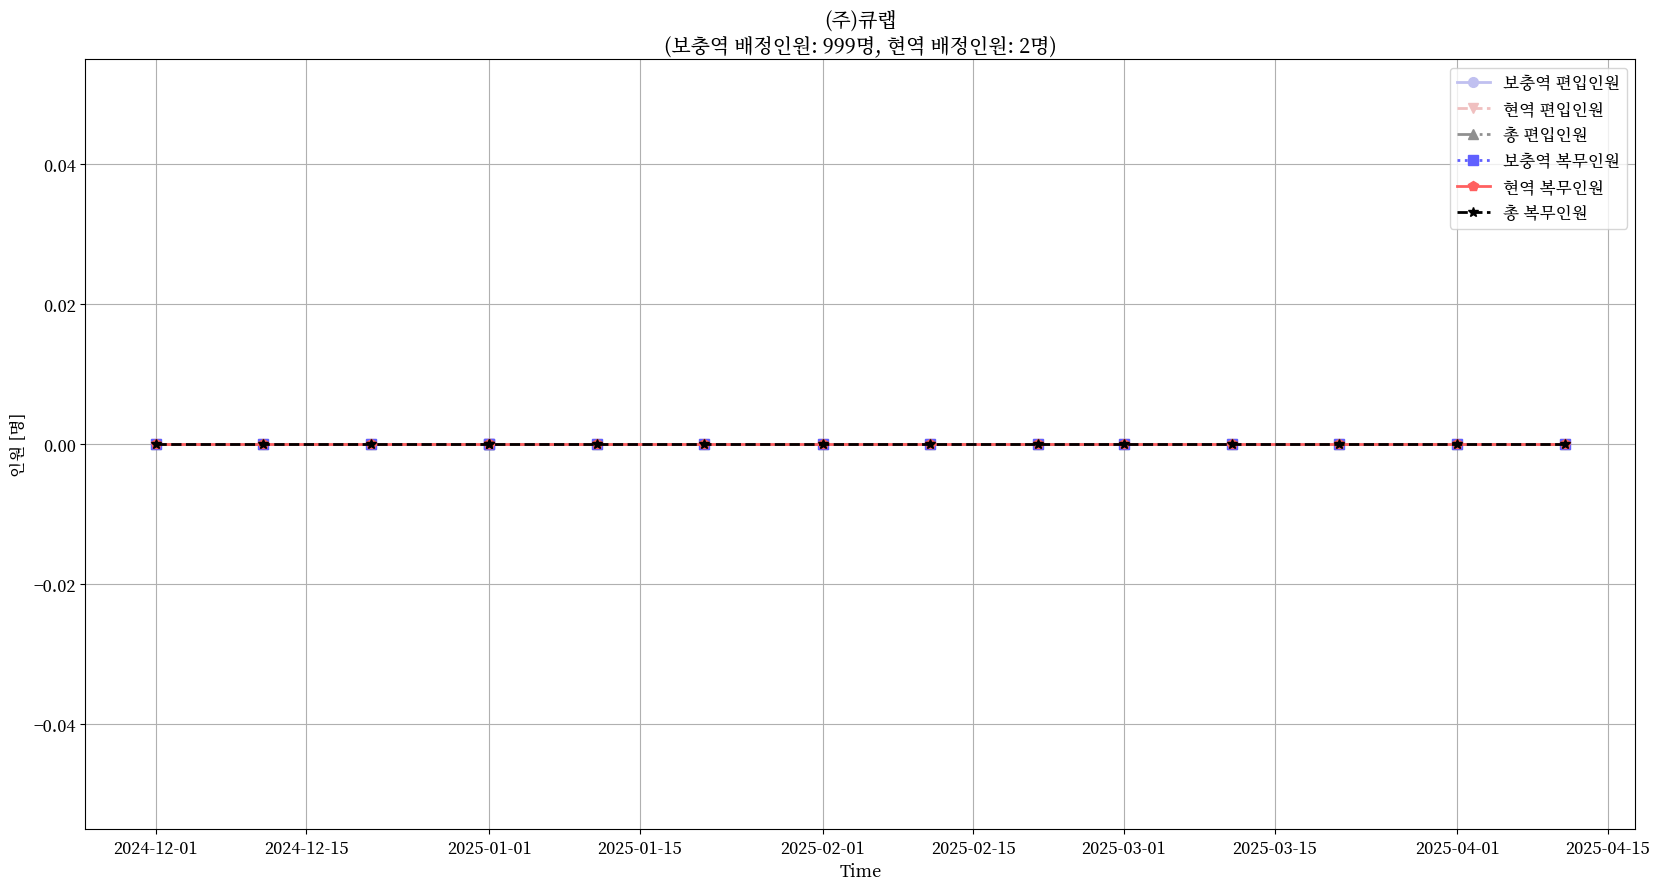 (주)큐랩
(보충역 배정인원: 999명, 현역 배정인원: 2명)
보충역 편입인원
현역 편입인원
총 편입인원
보충역 복무인원
현역 복무인원
총 복무인원
0.04
0.02
0.00
−0.02
−0.04
인원 [명]
2024-12-01
2024-12-15
2025-01-01
2025-01-15
2025-02-01
2025-02-15
2025-03-01
2025-03-15
2025-04-01
2025-04-15
Time